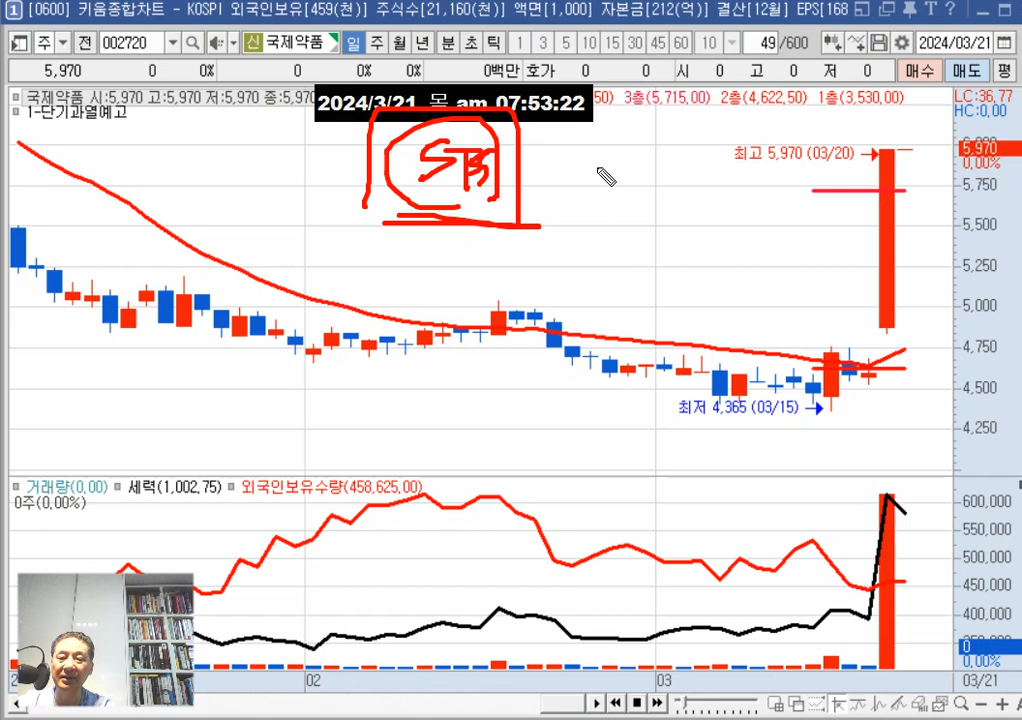 [0600] 키움종합차트 - KOSPI 외국인보유[459(천)] 주식수[21,160(천)] 액면[1,000] 자본금[212(억)] 결산[12월] EPS[168
주 전 002720 신 국제약품 일 주 월 년 분 초 틱 1 3 5 10 15 30 45 60 10 49 /600 2024/03/21
5,970 0 0% 0 0% 0% 0백만 호가 0 0 시 0 고 0 저 0 매수 매도 평
국제약품 시:5,970 고:5,970 저:5,970 종:5,970 50) 3층(5,715,00) 2층(4,622,50) 1층(3,530,00) LC:36,77
2024/3/21 목 am 07:53:22
1-단기과열예고 HC:0,00
최고 5,970 (03/20)
5,970
0,00%
5,750
5,500
5,250
5,000
4,750
4,500
4,250
최저 4,365 (03/15)
거래량(0,00) 세력(1,002,75) 외국인보유수량(458,625,00)
0주(0,00%)
600,000
550,000
500,000
450,000
400,000
0
0,00%
02 03 03/21